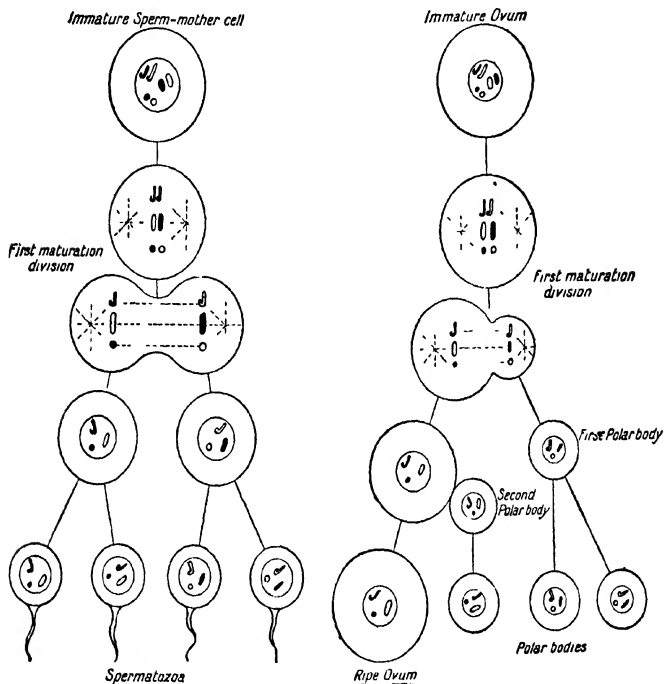 Immature Sperm-mother cell
Immature Ovum
First maturation
division
First maturation
division
First Polar body
Second
Polar body
Polar bodies
Spermatozoa
Ripe Ovum